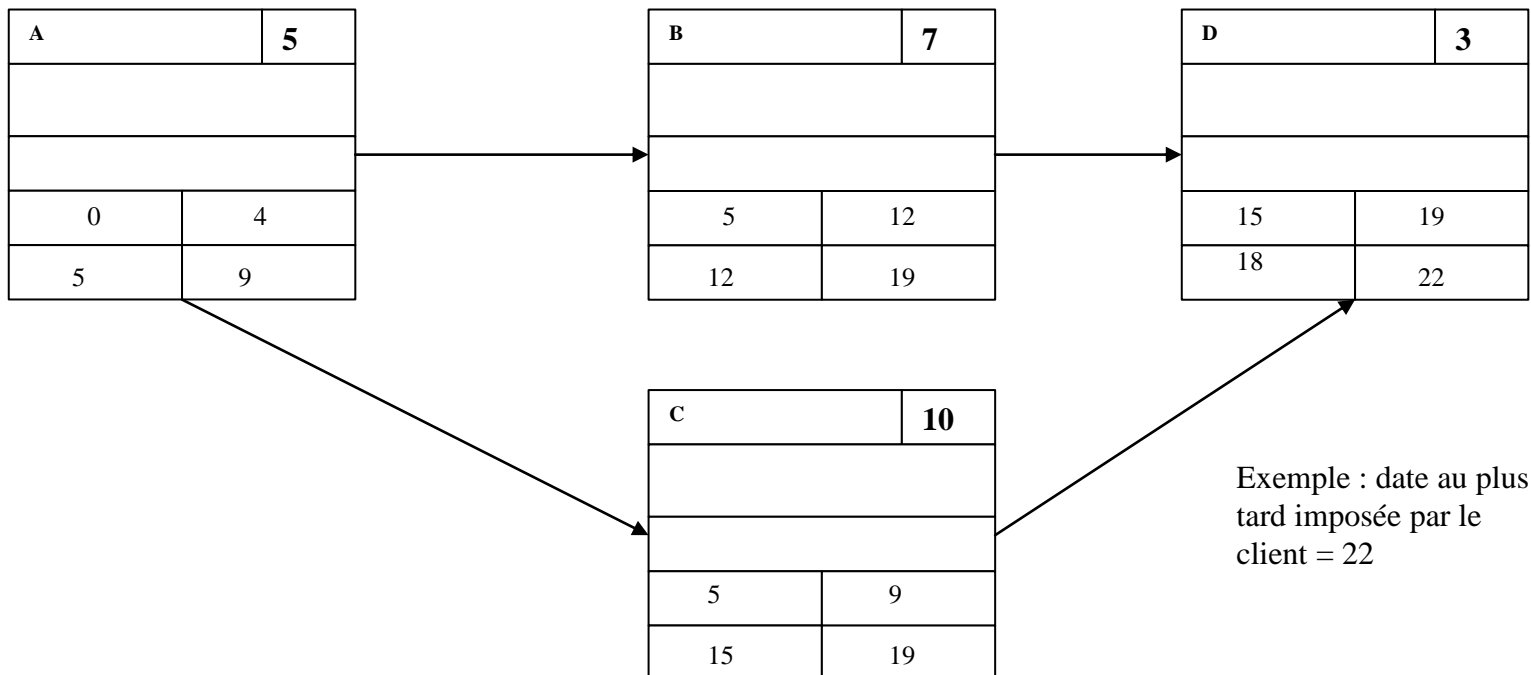 A 5
0 4
5 9
B 7
5 12
12 19
D 3
15 19
18 22
C 10
5 9
15 19
Exemple : date au plus
tard imposée par le
client = 22